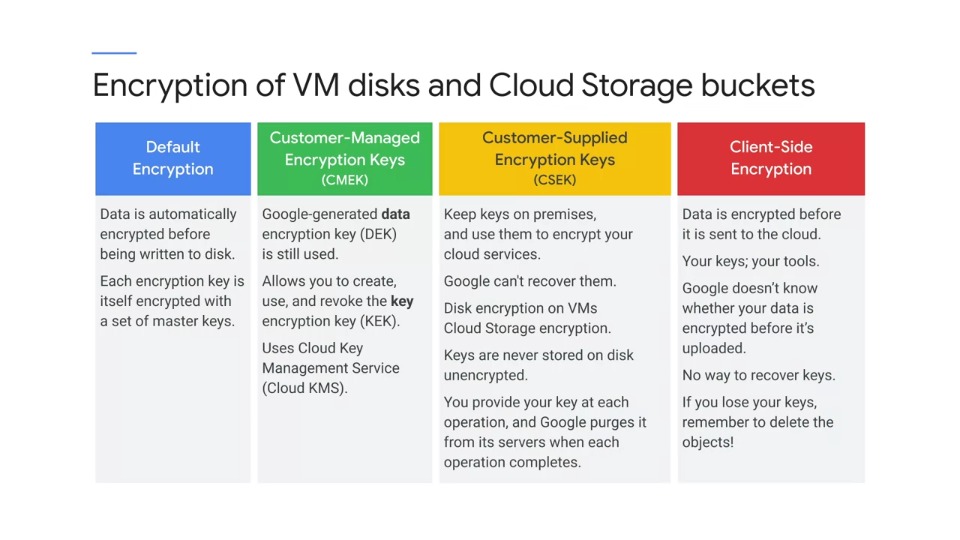 Encryption of VM disks and Cloud Storage buckets
Default
Encryption
Data is automatically
encrypted before
being written to disk.
Each encryption key is
itself encrypted with
a set of master keys.
Customer-Managed
Encryption Keys
(CMEK)
Google-generated data
encryption key (DEK)
is still used.
Allows you to create,
use, and revoke the key
encryption key (KEK).
Uses Cloud Key
Management Service
(Cloud KMS).
Customer-Supplied
Encryption Keys
(CSEK)
Keep keys on premises,
and use them to encrypt your
cloud services.
Google can't recover them.
Disk encryption on VMs
Cloud Storage encryption.
Keys are never stored on disk
unencrypted.
You provide your key at each
operation, and Google purges it
from its servers when each
operation completes.
Client-Side
Encryption
Data is encrypted before
it is sent to the cloud.
Your keys; your tools.
Google doesn’t know
whether your data is
encrypted before it’s
uploaded.
No way to recover keys.
If you lose your keys,
remember to delete the
objects!